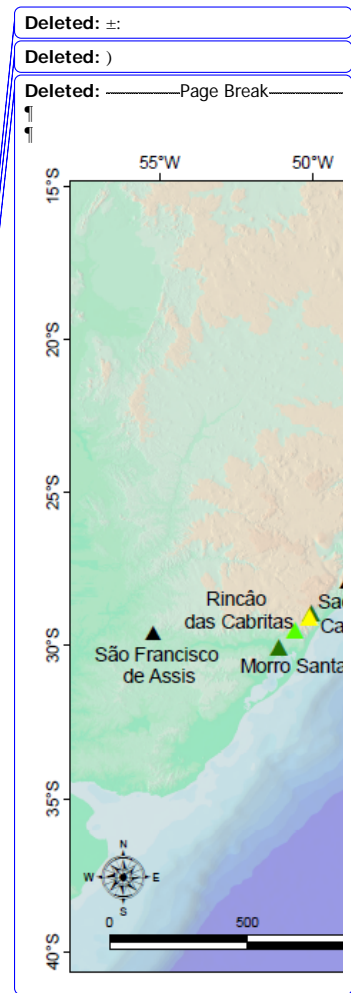 Deleted: ±:
Deleted: )
Deleted: Page Break
¶
¶
55°W 50°W
15°S
20°S
25°S
30°S
35°S
40°S
Rincâo
das Cabritas
São Francisco
de Assis
Morro Santa
N
W E
S
0 500